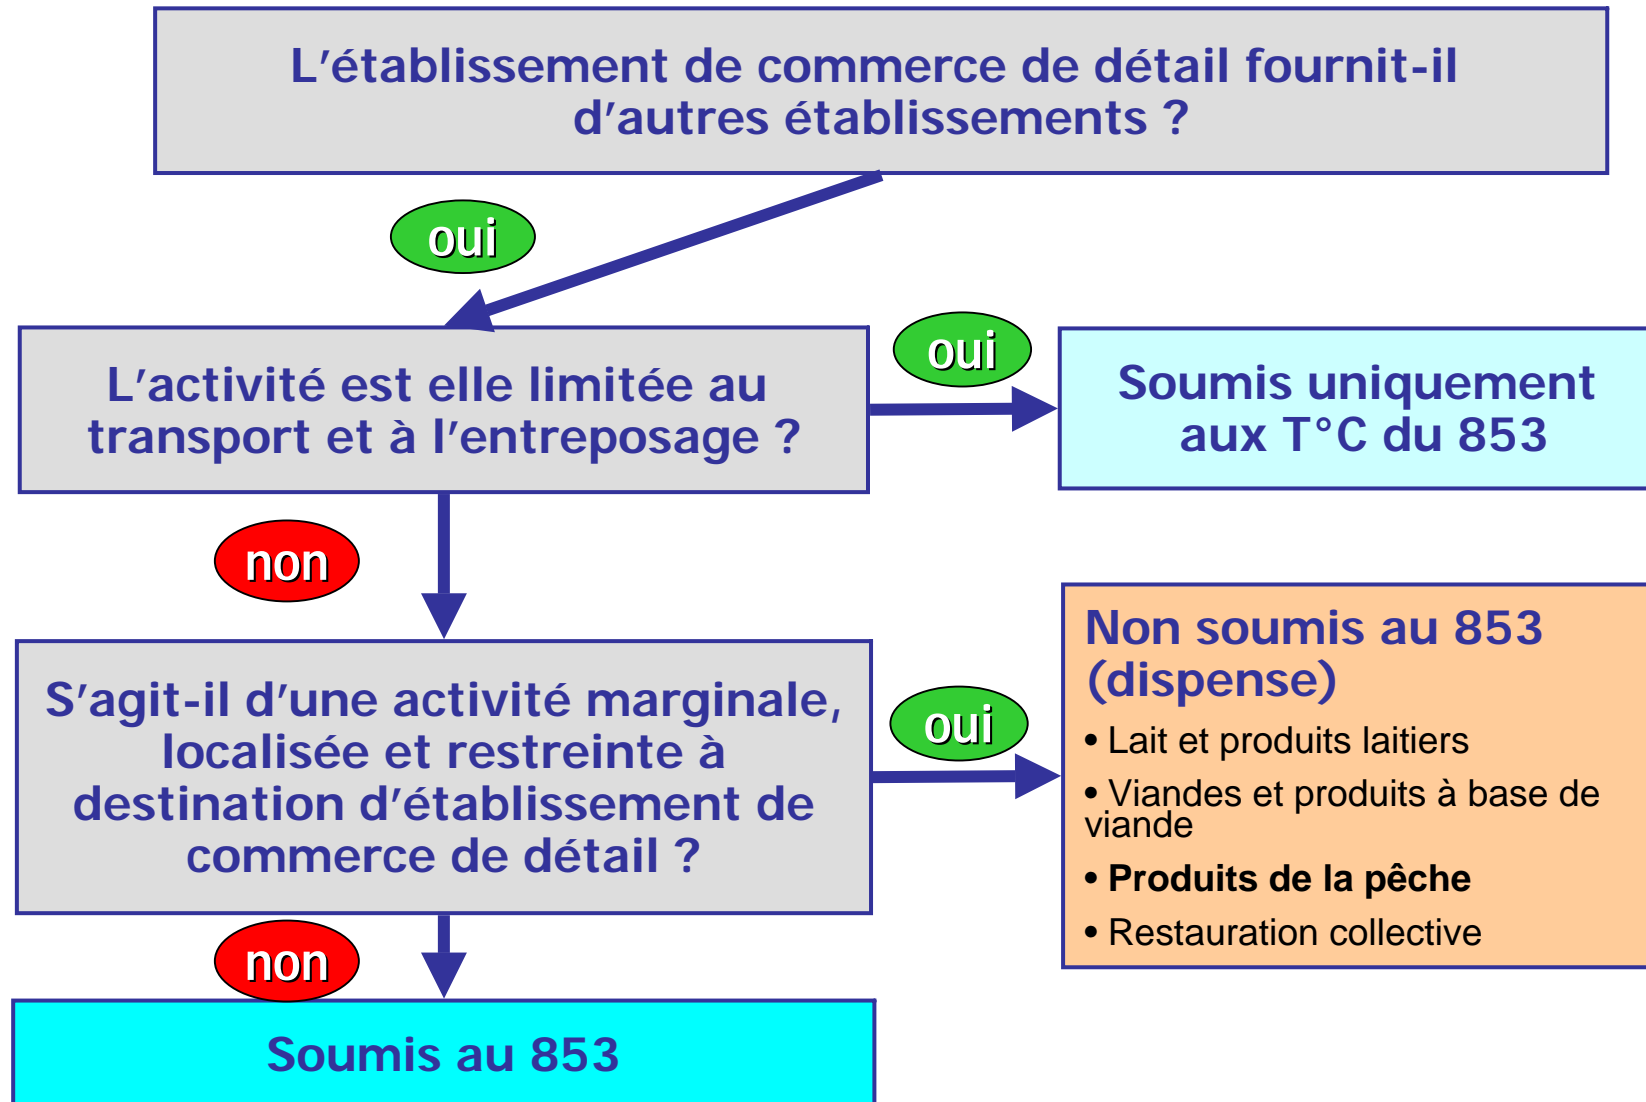 L'établissement de commerce de détail fournit-il
d'autres établissements ?
oui
L'activité est elle limitée au
transport et à l'entreposage ?
oui
Soumis uniquement
aux T°C du 853
non
S'agit-il d'une activité marginale,
localisée et restreinte à
destination d'établissement de
commerce de détail ?
oui
Non soumis au 853
(dispense)
• Lait et produits laitiers
• Viandes et produits à base de
viande
• Produits de la pêche
• Restauration collective
non
Soumis au 853